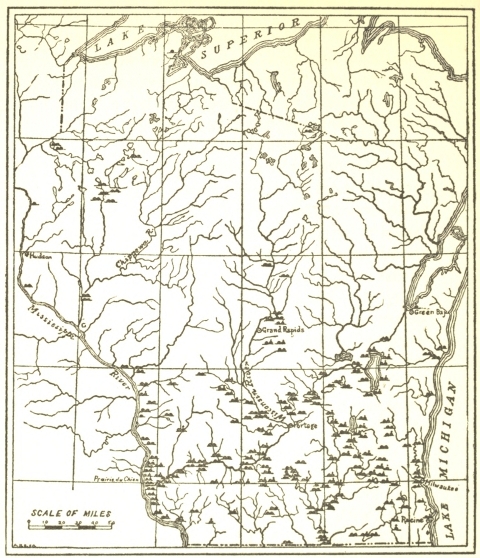 LAKE SUPERIOR
Chippewa R.
Hudson
Mississippi
River
Green Bay
Grand Rapids
Portage
Prairie du Chien
Milwaukee
Racine
LAKE MICHIGAN
SCALE OF MILES
0 10 20 30 40 50